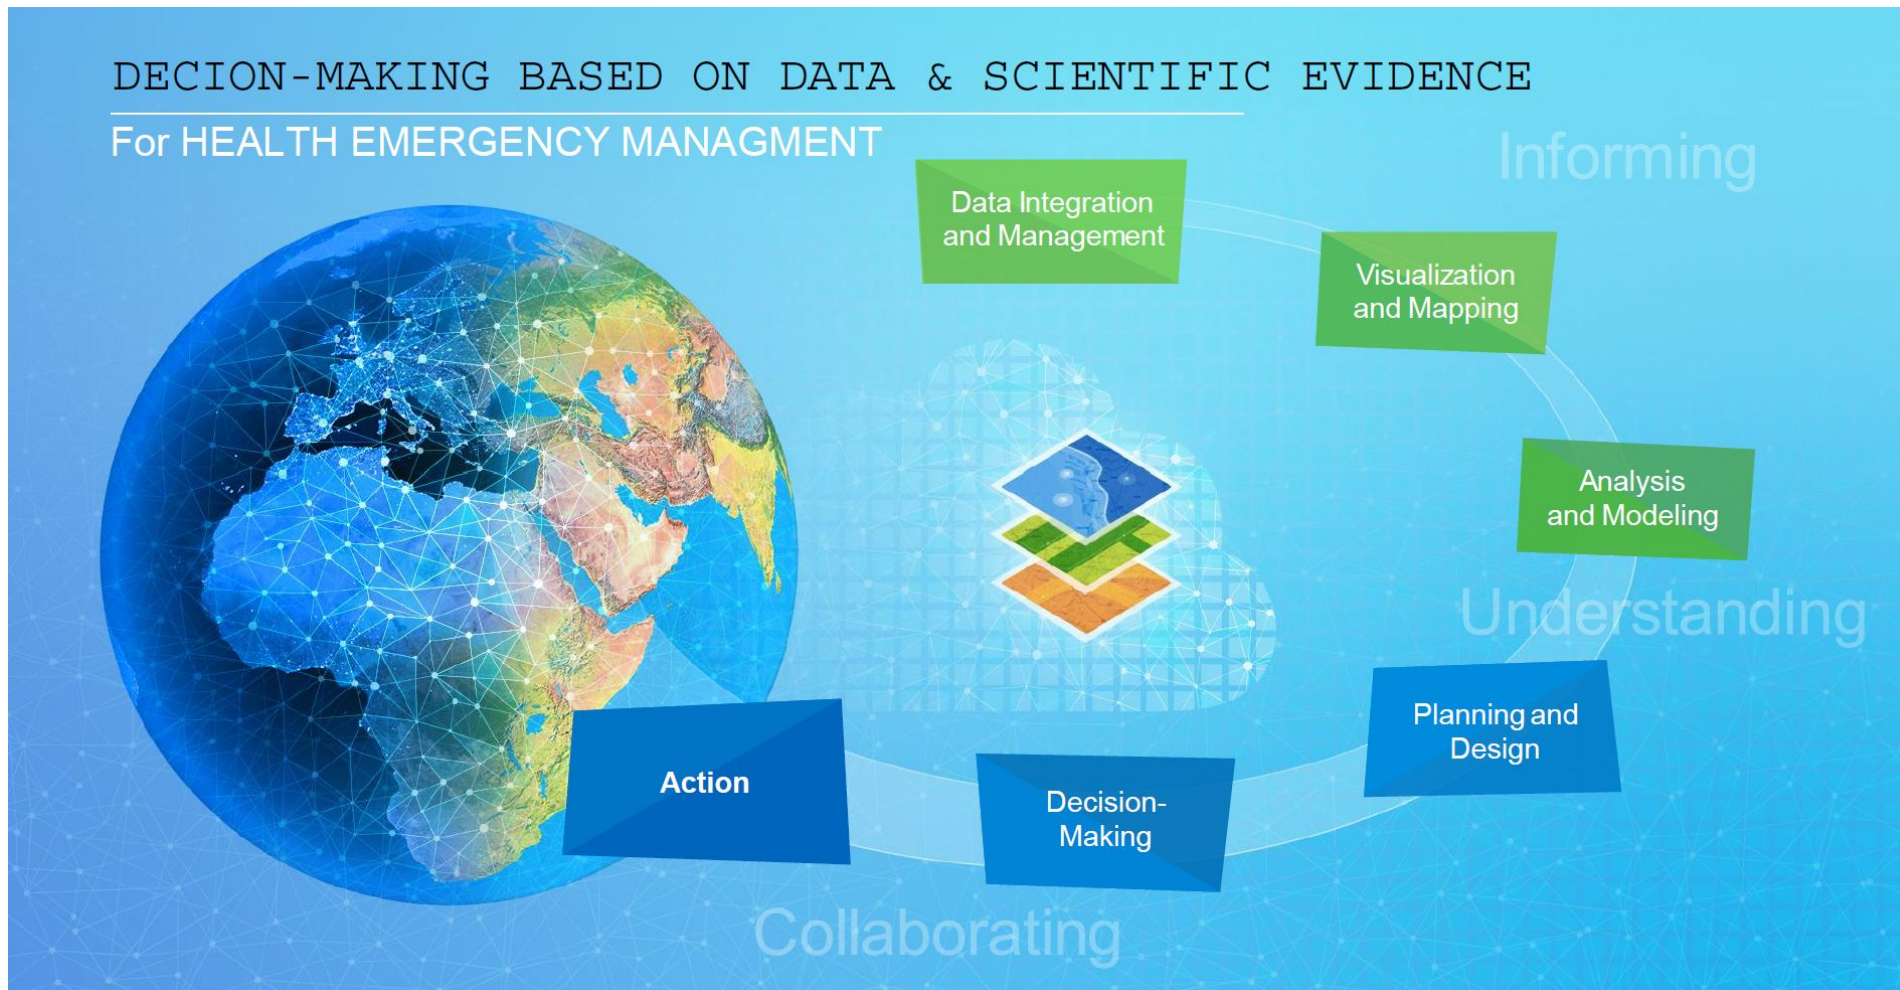 DECION-MAKING BASED ON DATA & SCIENTIFIC EVIDENCE
For HEALTH EMERGENCY MANAGMENT
Informing
Data Integration
and Management
Visualization
and Mapping
Analysis
and Modeling
Understanding
Planning and
Design
Decision-
Making
Action
Collaborating